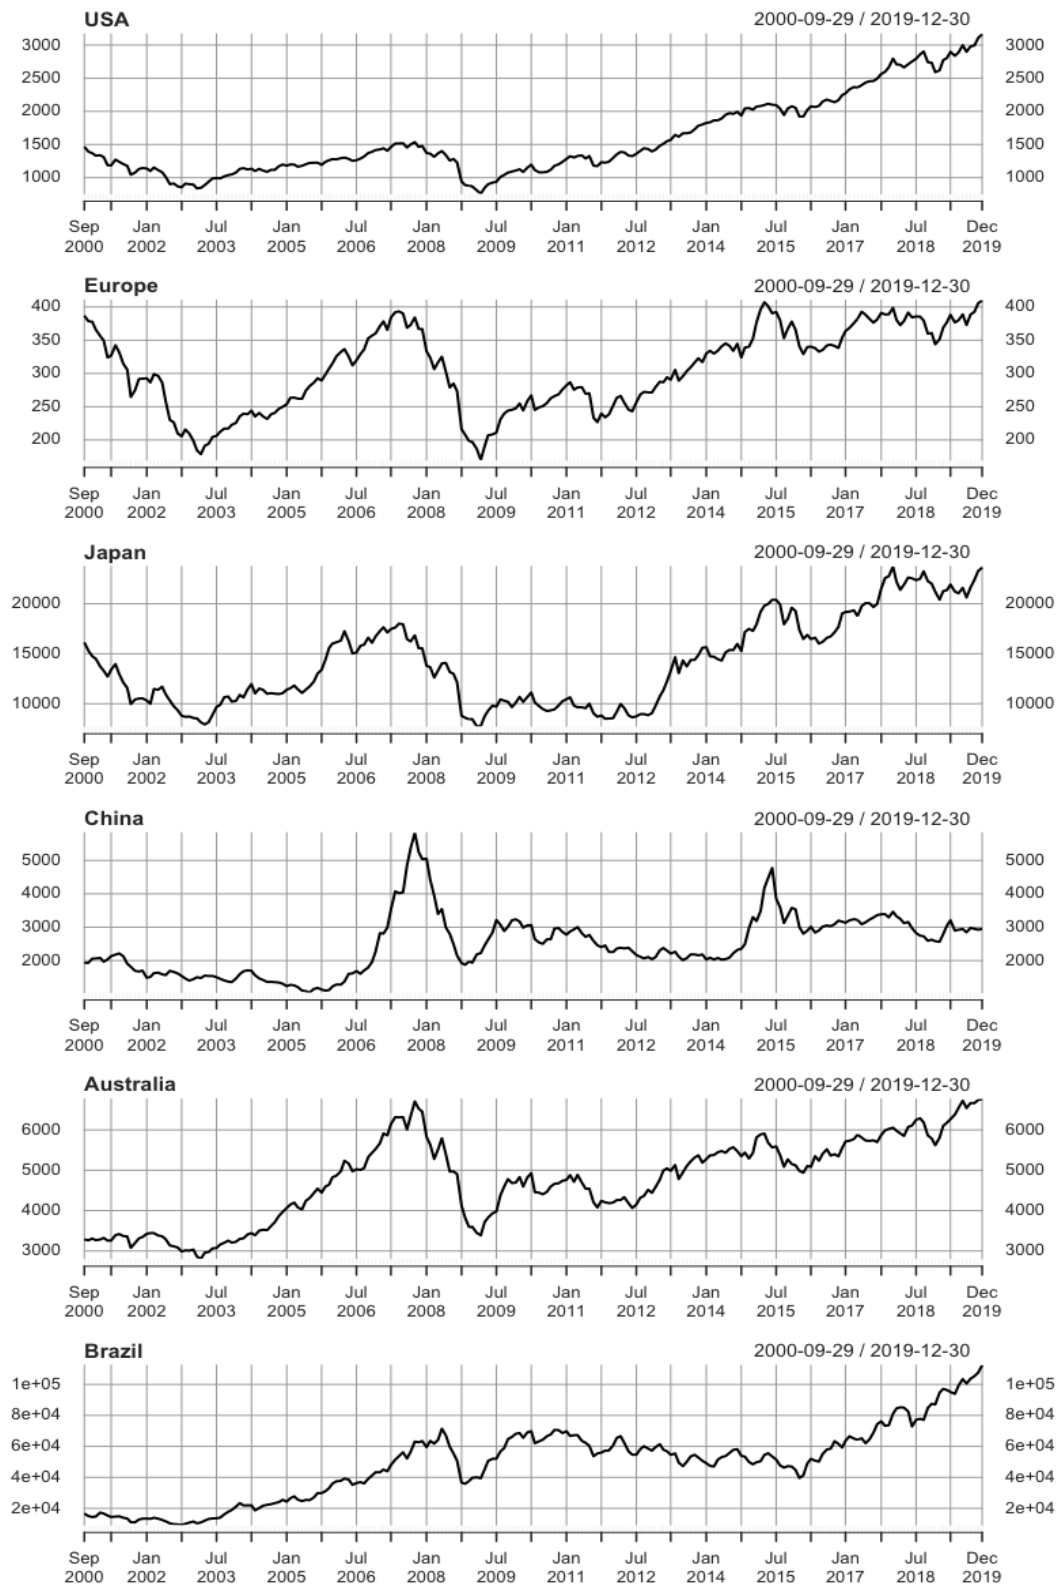 USA 2000-09-29 / 2019-12-30
3000 3000
2500 2500
2000 2000
1500 1500
1000 1000
Sep Jan Jul Jan Jul Jan Jul Jan Jul Jan Jul Jan Jul Dec
2000 2002 2003 2005 2006 2008 2009 2011 2012 2014 2015 2017 2018 2019
Europe 2000-09-29 / 2019-12-30
400 400
350 350
300 300
250 250
200 200
Sep Jan Jul Jan Jul Jan Jul Jan Jul Jan Jul Jan Jul Dec
2000 2002 2003 2005 2006 2008 2009 2011 2012 2014 2015 2017 2018 2019
Japan 2000-09-29 / 2019-12-30
20000 20000
15000 15000
10000 10000
Sep Jan Jul Jan Jul Jan Jul Jan Jul Jan Jul Jan Jul Dec
2000 2002 2003 2005 2006 2008 2009 2011 2012 2014 2015 2017 2018 2019
China 2000-09-29 / 2019-12-30
5000 5000
4000 4000
3000 3000
2000 2000
Sep Jan Jul Jan Jul Jan Jul Jan Jul Jan Jul Jan Jul Dec
2000 2002 2003 2005 2006 2008 2009 2011 2012 2014 2015 2017 2018 2019
Australia 2000-09-29 / 2019-12-30
6000 6000
5000 5000
4000 4000
3000 3000
Sep Jan Jul Jan Jul Jan Jul Jan Jul Jan Jul Jan Jul Dec
2000 2002 2003 2005 2006 2008 2009 2011 2012 2014 2015 2017 2018 2019
Brazil 2000-09-29 / 2019-12-30
1e+05 1e+05
8e+04 8e+04
6e+04 6e+04
4e+04 4e+04
2e+04 2e+04
Sep Jan Jul Jan Jul Jan Jul Jan Jul Jan Jul Jan Jul Dec
2000 2002 2003 2005 2006 2008 2009 2011 2012 2014 2015 2017 2018 2019